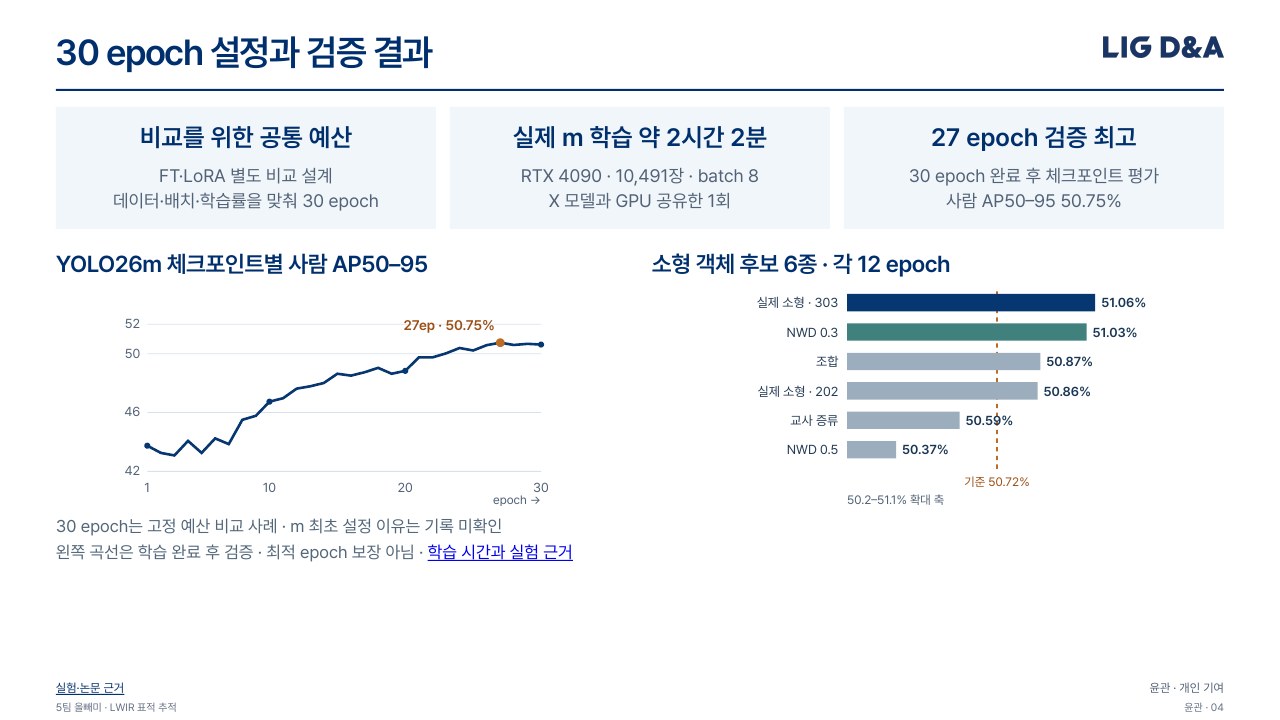 30 epoch 설정과 검증 결과
LIG D&A
비교를 위한 공통 예산
FT·LoRA 별도 비교 설계
데이터·배치·학습률을 맞춰 30 epoch
실제 m 학습 약 2시간 2분
RTX 4090 · 10,491장 · batch 8
X 모델과 GPU 공유한 1회
27 epoch 검증 최고
30 epoch 완료 후 체크포인트 평가
사람 AP50–95 50.75%
YOLO26m 체크포인트별 사람 AP50–95
52
50
46
42
27ep · 50.75%
1
10
20
30
epoch →
30 epoch는 고정 예산 비교 사례 · m 최초 설정 이유는 기록 미확인
왼쪽 곡선은 학습 완료 후 검증 · 최적 epoch 보장 아님 · 학습 시간과 실험 근거
소형 객체 후보 6종 · 각 12 epoch
실제 소형 · 303 51.06%
NWD 0.3 51.03%
조합 50.87%
실제 소형 · 202 50.86%
교사 증류 50.59%
NWD 0.5 50.37%
기준 50.72%
50.2–51.1% 확대 축
실험·논문 근거
5팀 올빼미 · LWIR 표적 추적
윤관 · 개인 기여
윤관 · 04